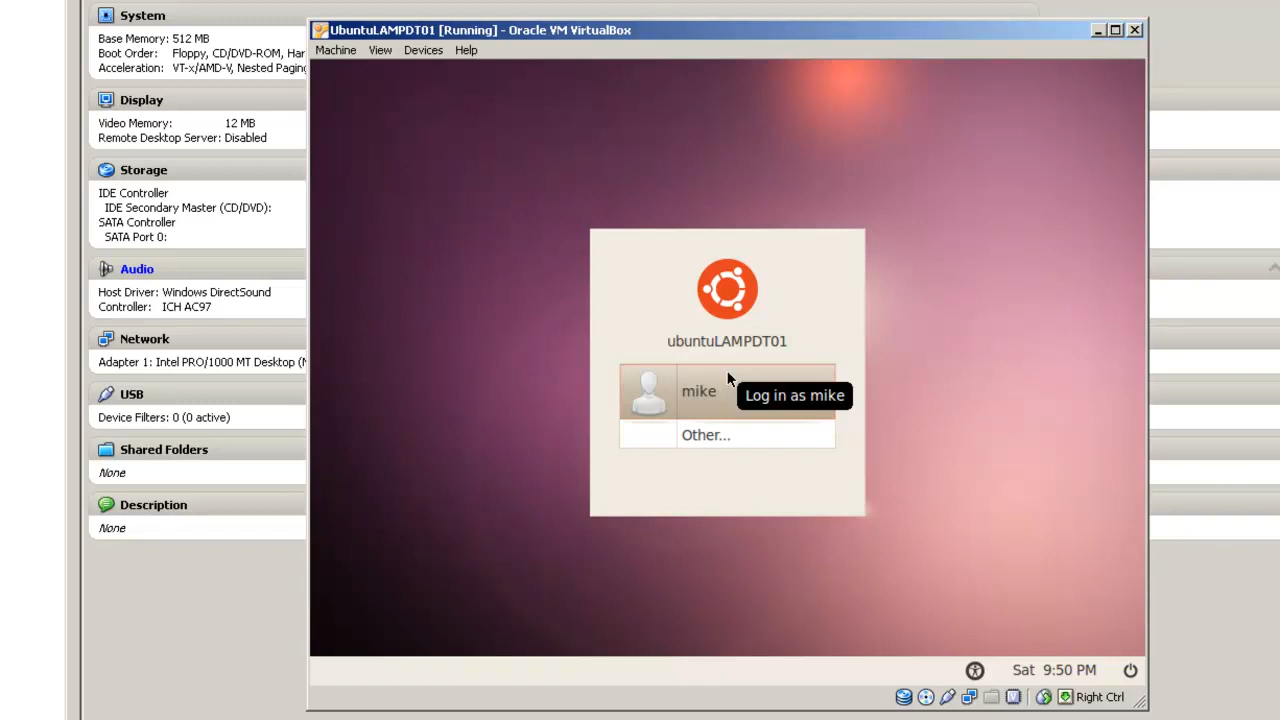 System
Base Memory: 512 MB
Boot Order: Floppy, CD/DVD-ROM, Har
Acceleration: VT-x/AMD-V, Nested Paging
Display
Video Memory: 12 MB
Remote Desktop Server: Disabled
Storage
IDE Controller
IDE Secondary Master (CD/DVD):
SATA Controller
SATA Port 0:
Audio
Host Driver: Windows DirectSound
Controller: ICH AC97
Network
Adapter 1: Intel PRO/1000 MT Desktop (N
USB
Device Filters: 0 (0 active)
Shared Folders
None
Description
None
UbuntuLAMPDT01 [Running] - Oracle VM VirtualBox
Machine View Devices Help
ubuntuLAMPDT01
mike
Log in as mike
Other...
Sat 9:50 PM
Right Ctrl